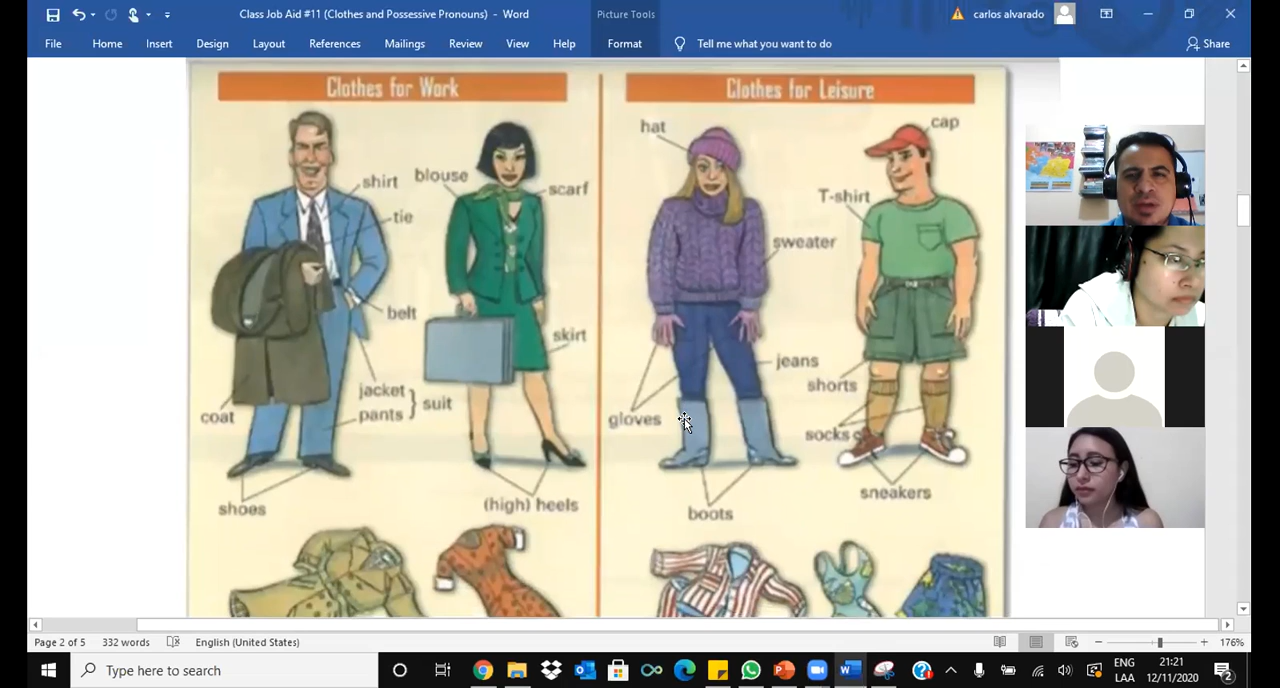 Class Job Aid #11 (Clothes and Possessive Pronouns) - Word
Picture Tools
carlos alvarado
File Home Insert Design Layout References Mailings Review View Help Format Tell me what you want to do Share
Clothes for Work
Clothes for Leisure
hat
cap
shirt
blouse
scarf
T-shirt
tie
sweater
belt
skirt
jeans
jacket
shorts
coat
pants
suit
gloves
socks
shoes
(high) heels
boots
sneakers
Page 2 of 5 332 words English (United States) 176%
Type here to search
ENG
LAA
21:21
12/11/2020
2